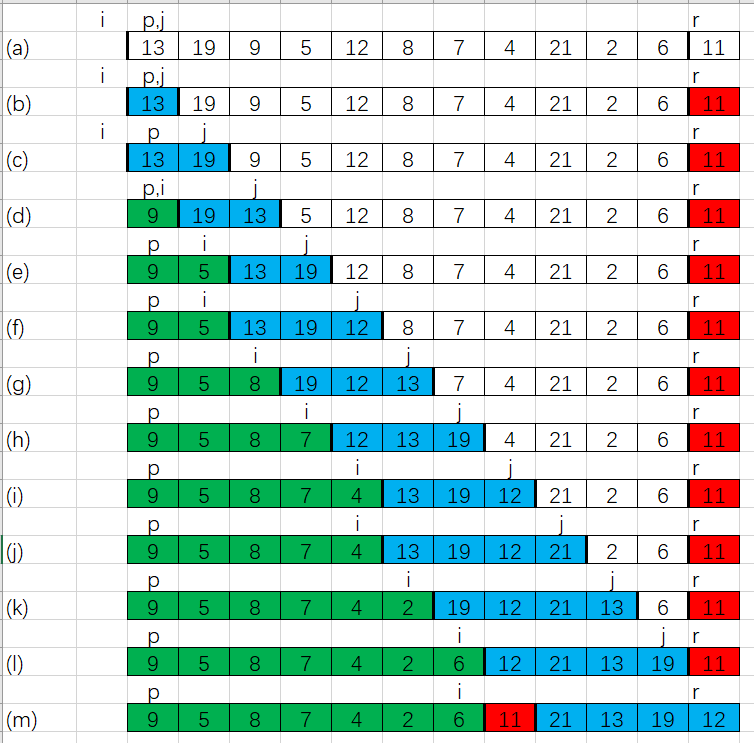 i p,j r
(a) 13 19 9 5 12 8 7 4 21 2 6 11
i p,j r
(b) 13 19 9 5 12 8 7 4 21 2 6 11
i p j r
(c) 13 19 9 5 12 8 7 4 21 2 6 11
p,i j r
(d) 9 19 13 5 12 8 7 4 21 2 6 11
p i j r
(e) 9 5 13 19 12 8 7 4 21 2 6 11
p i j r
(f) 9 5 13 19 12 8 7 4 21 2 6 11
p i j r
(g) 9 5 8 19 12 13 7 4 21 2 6 11
p i j r
(h) 9 5 8 7 12 13 19 4 21 2 6 11
p i j r
(i) 9 5 8 7 4 13 19 12 21 2 6 11
p i j r
(j) 9 5 8 7 4 13 19 12 21 2 6 11
p i j r
(k) 9 5 8 7 4 2 19 12 21 13 6 11
p i j r
(l) 9 5 8 7 4 2 6 12 21 13 19 11
p i r
(m) 9 5 8 7 4 2 6 11 21 13 19 12